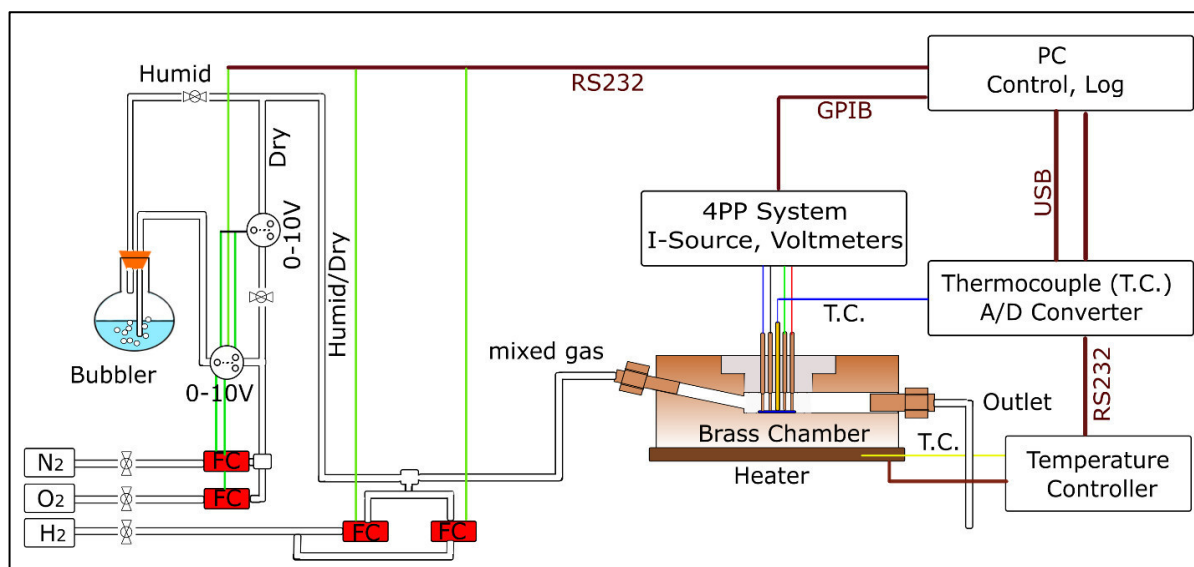 PC
Control, Log
RS232
GPIB
Humid
Dry
0-10V
USB
4PP System
I-Source, Voltmeters
Thermocouple (T.C.)
A/D Converter
T.C.
Humid/Dry
Bubbler
0-10V
mixed gas
RS232
Outlet
Brass Chamber
T.C.
Heater
Temperature
Controller
N2
FC
O2
FC
H2
FC
FC